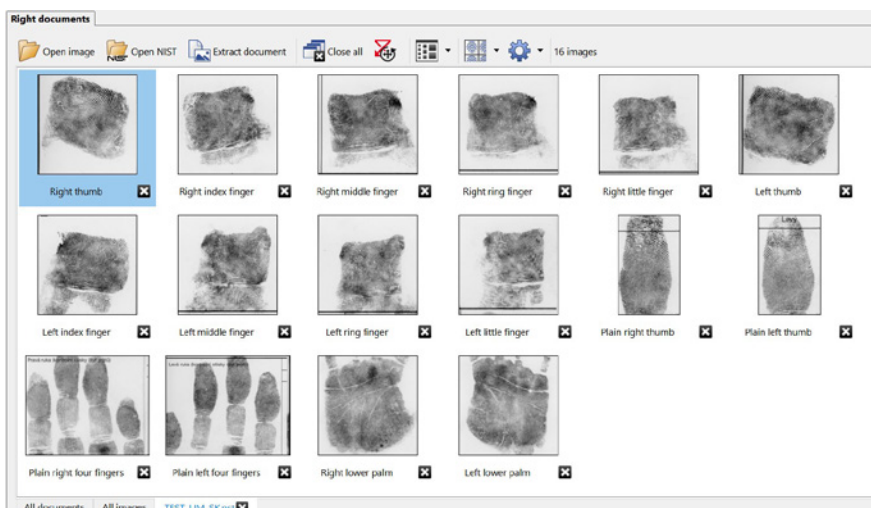 Right documents
Open image
NIST
Open NIST
Extract document
Close all
16 images
Right thumb
Right index finger
Right middle finger
Right ring finger
Right little finger
Left thumb
Left index finger
Left middle finger
Left ring finger
Left little finger
Plain right thumb
Plain left thumb
Plain right four fingers
Plain left four fingers
Right lower palm
Left lower palm
All documents
All images